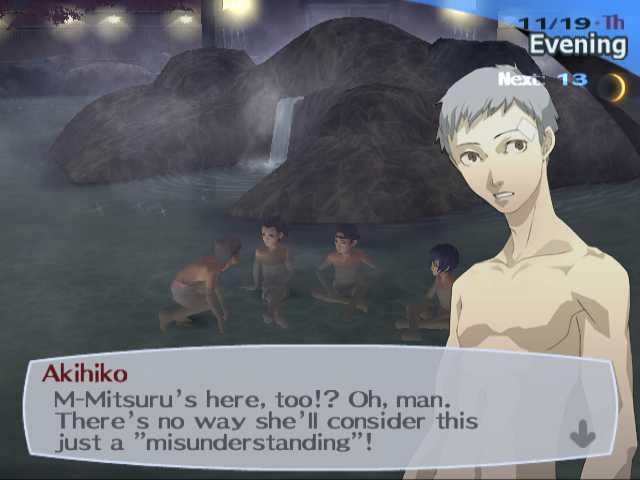 11/19・Th
Evening
Next: 13
Akihiko
M-Mitsuru's here, too!? Oh, man.
There's no way she'll consider this
just a "misunderstanding"!